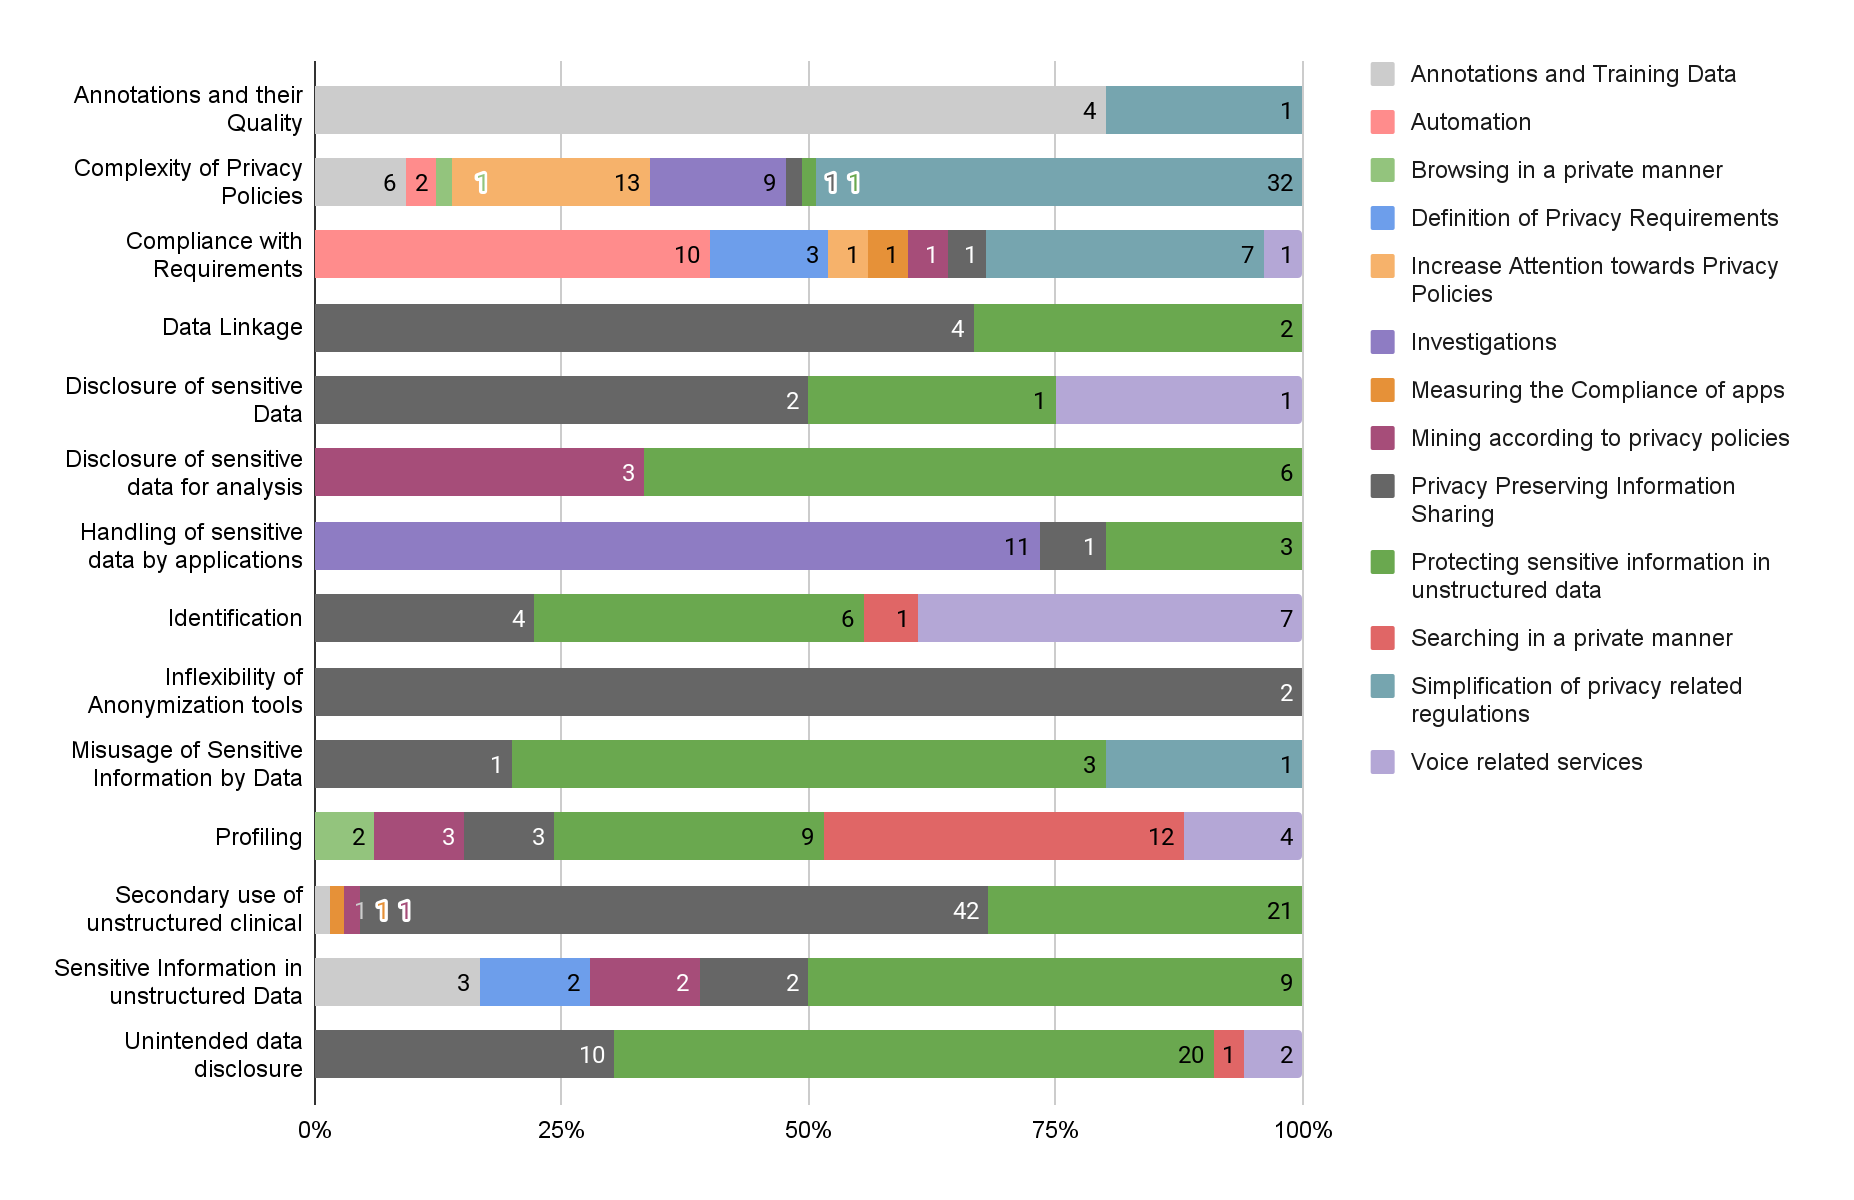 Annotations and their
Quality
4
1
Complexity of Privacy
Policies
6
2
1
13
9
1
1
32
Compliance with
Requirements
10
3
1
1
1
1
7
1
Data Linkage
4
2
Disclosure of sensitive
Data
2
1
1
Disclosure of sensitive
data for analysis
3
6
Handling of sensitive
data by applications
11
1
3
Identification
4
6
1
7
Inflexibility of
Anonymization tools
2
Misusage of Sensitive
Information by Data
1
3
1
Profiling
2
3
3
9
12
4
Secondary use of
unstructured clinical
1
1
1
42
21
Sensitive Information in
unstructured Data
3
2
2
2
9
Unintended data
disclosure
10
20
1
2
0%
25%
50%
75%
100%
Annotations and Training Data
Automation
Browsing in a private manner
Definition of Privacy Requirements
Increase Attention towards Privacy
Policies
Investigations
Measuring the Compliance of apps
Mining according to privacy policies
Privacy Preserving Information
Sharing
Protecting sensitive information in
unstructured data
Searching in a private manner
Simplification of privacy related
regulations
Voice related services